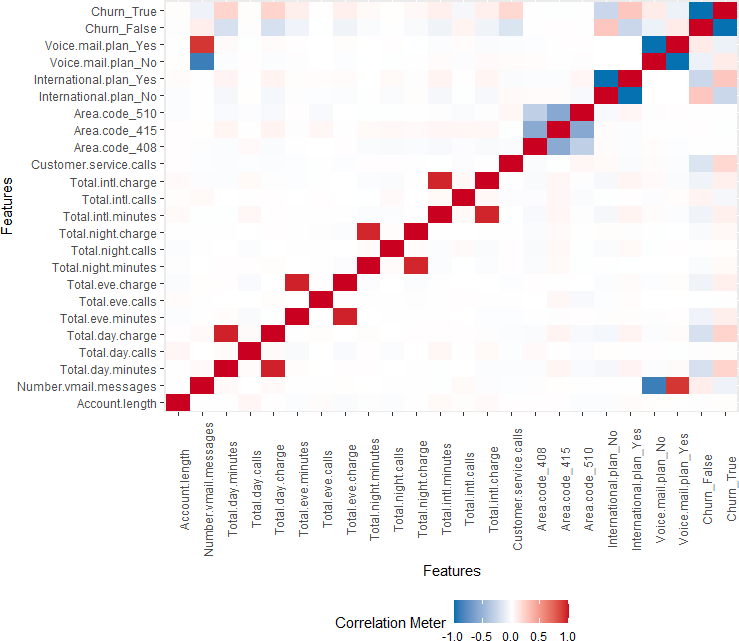 Churn_True
Churn_False
Voice.mail.plan_Yes
Voice.mail.plan_No
International.plan_Yes
International.plan_No
Area.code_510
Area.code_415
Area.code_408
Customer.service.calls
Total.intl.charge
Total.intl.calls
Total.intl.minutes
Total.night.charge
Total.night.calls
Total.night.minutes
Total.eve.charge
Total.eve.calls
Total.eve.minutes
Total.day.charge
Total.day.calls
Total.day.minutes
Number.vmail.messages
Account.length
Features
Account.length
Number.vmail.messages
Total.day.minutes
Total.day.calls
Total.day.charge
Total.eve.minutes
Total.eve.calls
Total.eve.charge
Total.night.minutes
Total.night.calls
Total.night.charge
Total.intl.minutes
Total.intl.calls
Total.intl.charge
Customer.service.calls
Area.code_408
Area.code_415
Area.code_510
International.plan_No
International.plan_Yes
Voice.mail.plan_No
Voice.mail.plan_Yes
Churn_False
Churn_True
Features
Correlation Meter
-1.0 -0.5 0.0 0.5 1.0